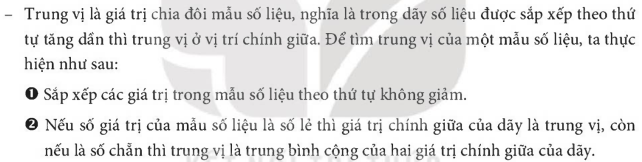 – Trung vị là giá trị chia đôi mẫu số liệu, nghĩa là trong dãy số liệu được sắp xếp theo thứ
tự tăng dần thì trung vị ở vị trí chính giữa. Để tìm trung vị của một mẫu số liệu, ta thực
hiện như sau:
❶ Sắp xếp các giá trị trong mẫu số liệu theo thứ tự không giảm.
❷ Nếu số giá trị của mẫu số liệu là số lẻ thì giá trị chính giữa của dãy là trung vị, còn
nếu là số chẵn thì trung vị là trung bình cộng của hai giá trị chính giữa của dãy.